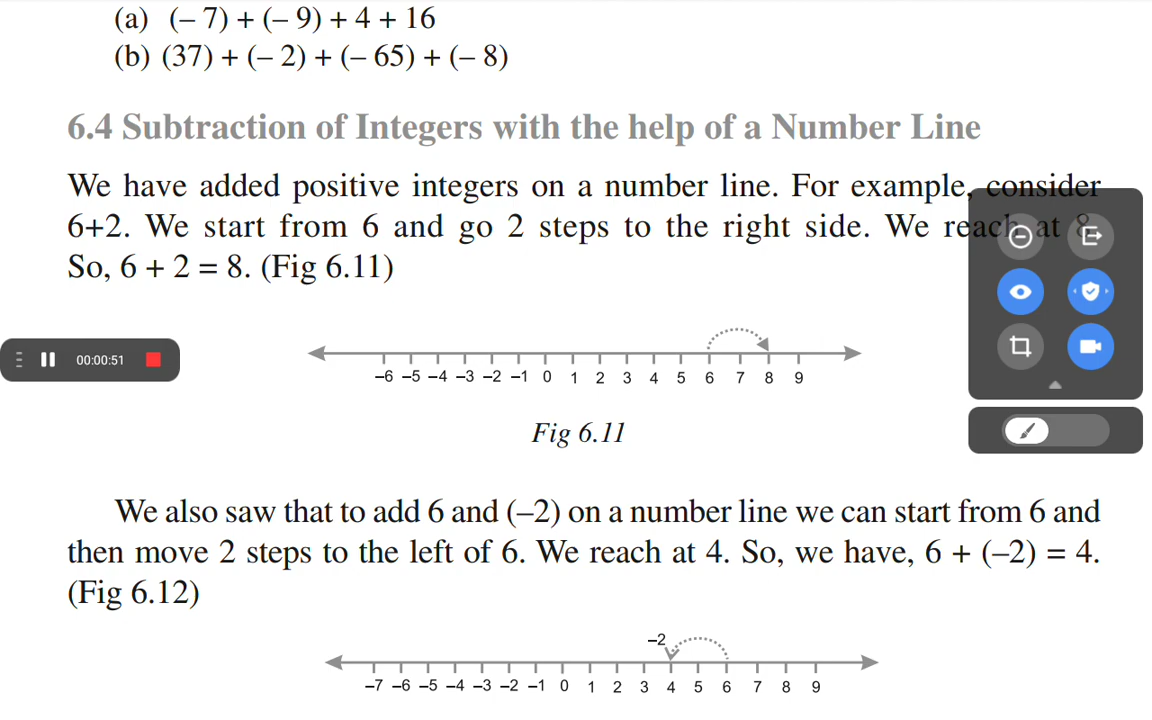 (a) (– 7) + (– 9) + 4 + 16
(b) (37) + (– 2) + (– 65) + (– 8)
6.4 Subtraction of Integers with the help of a Number Line
We have added positive integers on a number line. For example, consider
6+2. We start from 6 and go 2 steps to the right side. We reach at 8.
So, 6 + 2 = 8. (Fig 6.11)
00:00:51
–6 –5 –4 –3 –2 –1 0 1 2 3 4 5 6 7 8 9
Fig 6.11
We also saw that to add 6 and (–2) on a number line we can start from 6 and
then move 2 steps to the left of 6. We reach at 4. So, we have, 6 + (–2) = 4.
(Fig 6.12)
–2
–7 –6 –5 –4 –3 –2 –1 0 1 2 3 4 5 6 7 8 9